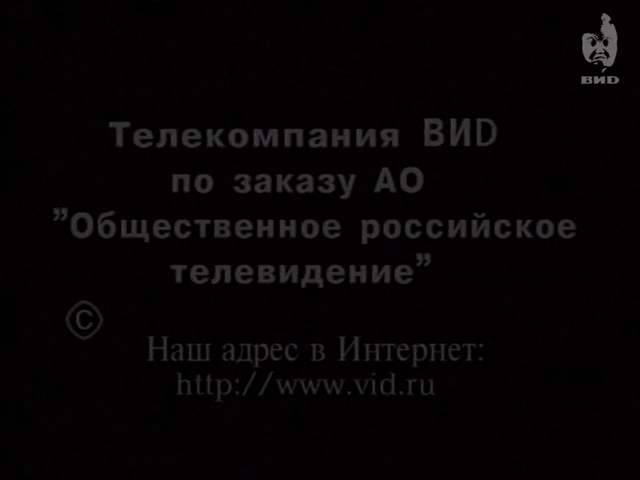 ВИD
Телекомпания ВИD
по заказу АО
"Общественное российское
телевидение"
©
Наш адрес в Интернет:
http://www.vid.ru